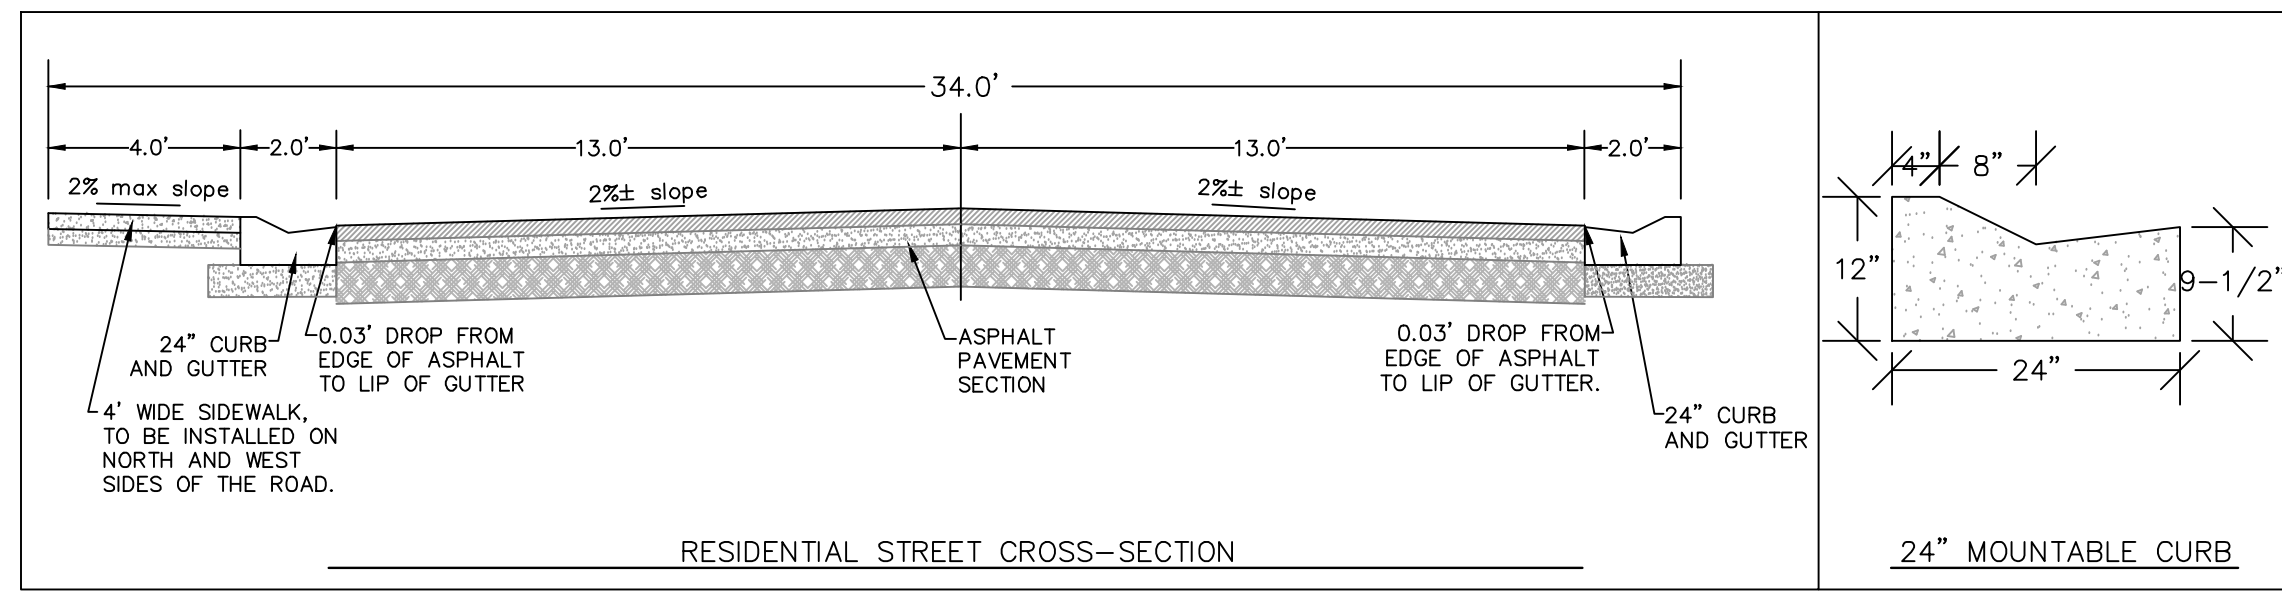 34.0'
4.0'
2.0'
13.0'
13.0'
2.0'
2% max slope
2%± slope
2%± slope
24" CURB
AND GUTTER
0.03' DROP FROM
EDGE OF ASPHALT
TO LIP OF GUTTER
4' WIDE SIDEWALK,
TO BE INSTALLED ON
NORTH AND WEST
SIDES OF THE ROAD.
ASPHALT
PAVEMENT
SECTION
0.03' DROP FROM
EDGE OF ASPHALT
TO LIP OF GUTTER.
24" CURB
AND GUTTER
RESIDENTIAL STREET CROSS-SECTION
4"
8"
12"
9-1/2"
24"
24" MOUNTABLE CURB